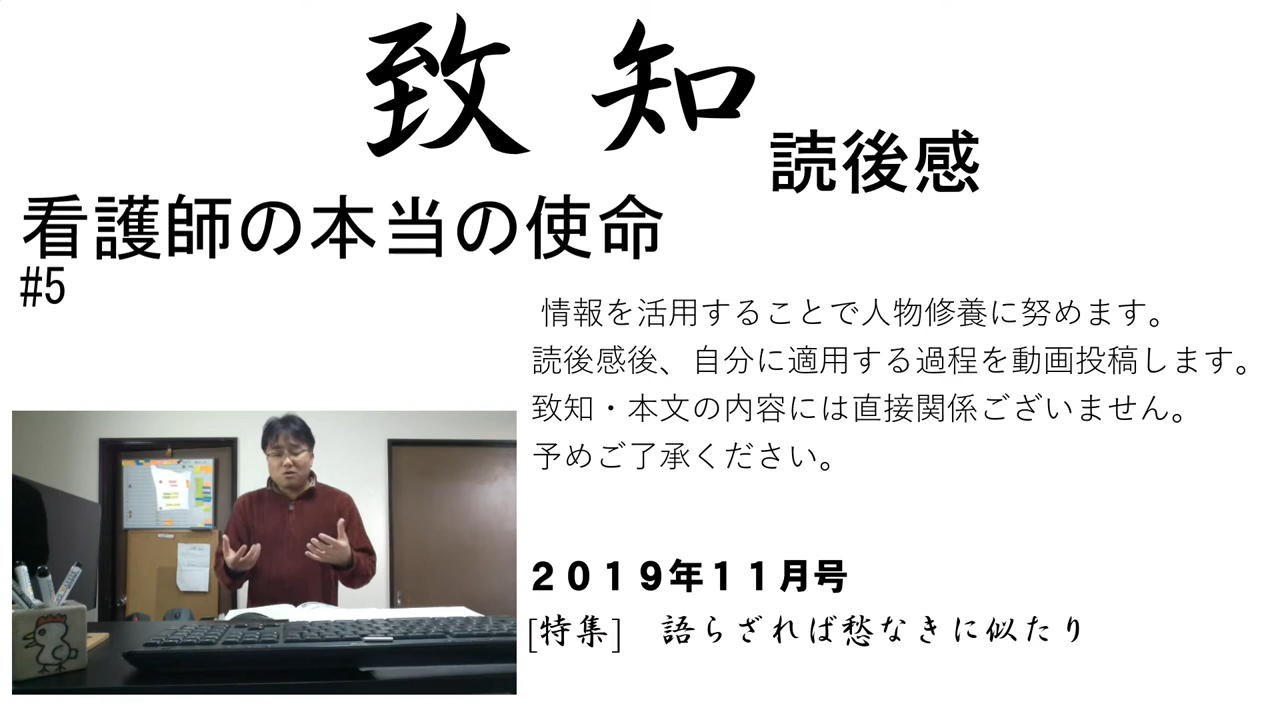 致知
読後感
看護師の本当の使命
#5
情報を活用することで人物修養に努めます。
読後感後、自分に適用する過程を動画投稿します。
致知・本文の内容には直接関係ございません。
予めご了承ください。
２０１９年１１月号
[特集]　語らざれば愁なきに似たり